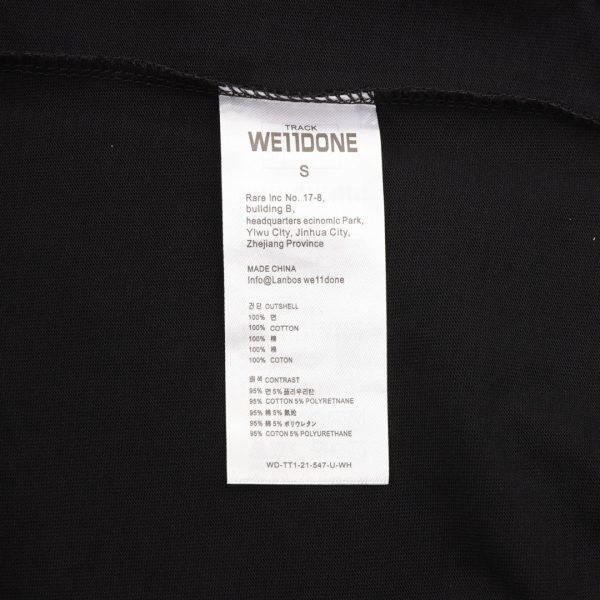 TRACK
WE11DONE
S
Rare Inc No. 17-8,
building B,
headquarters ecinomic Park,
Yiwu CIty, Jinhua City,
Zhejiang Province
MADE CHINA
Info@Lanbos we11done
겉 단 OUTSHELL
100% 면
100% COTTON
100% 棉
100% 棉
100% COTON
배 색 CONTRAST
95% 면 5% 폴리우레탄
95% COTTON 5% POLYRETNANE
95% 棉 5% 氨纶
95% 棉 5% ポリウレタン
95% COTON 5% POLYURETHANE
WD-TT1-21-547-U-WH